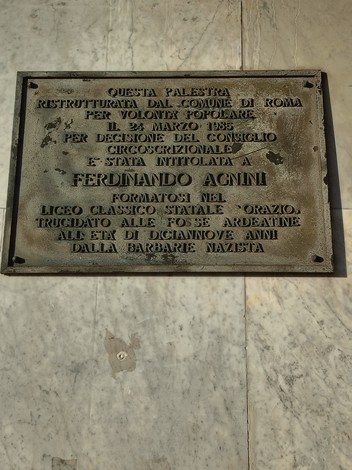 QUESTA PALESTRA
RISTRUTTURATA DAL COMUNE DI ROMA
PER VOLONTA' POPOLARE
IL 24 MARZO 1985
PER DECISIONE DEL CONSIGLIO
CIRCOSCRIZIONALE
E' STATA INTITOLATA A
FERDINANDO AGNINI
FORMATOSI NEL
LICEO CLASSICO STATALE "ORAZIO"
TRUCIDATO ALLE FOSSE ARDEATINE
ALL'ETÀ DI DICIANNOVE ANNI
DALLA BARBARIE NAZISTA